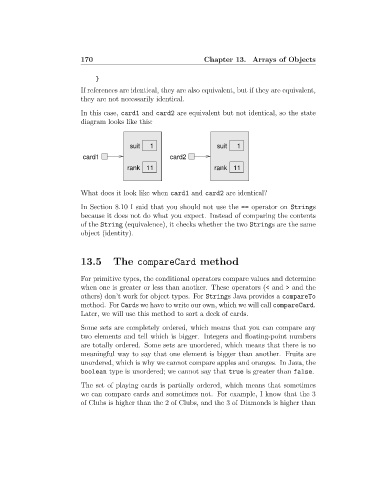 170 Chapter 13. Arrays of Objects
}
If references are identical, they are also equivalent, but if they are equivalent,
they are not necessarily identical.
In this case, card1 and card2 are equivalent but not identical, so the state
diagram looks like this:
suit 1 suit 1
card1 card2
rank 11 rank 11
What does it look like when card1 and card2 are identical?
In Section 8.10 I said that you should not use the == operator on Strings
because it does not do what you expect. Instead of comparing the contents
of the String (equivalence), it checks whether the two Strings are the same
object (identity).
13.5 The compareCard method
For primitive types, the conditional operators compare values and determine
when one is greater or less than another. These operators (< and > and the
others) don't work for object types. For Strings Java provides a compareTo
method. For Cards we have to write our own, which we will call compareCard.
Later, we will use this method to sort a deck of cards.
Some sets are completely ordered, which means that you can compare any
two elements and tell which is bigger. Integers and floating-point numbers
are totally ordered. Some sets are unordered, which means that there is no
meaningful way to say that one element is bigger than another. Fruits are
unordered, which is why we cannot compare apples and oranges. In Java, the
boolean type is unordered; we cannot say that true is greater than false.
The set of playing cards is partially ordered, which means that sometimes
we can compare cards and sometimes not. For example, I know that the 3
of Clubs is higher than the 2 of Clubs, and the 3 of Diamonds is higher than